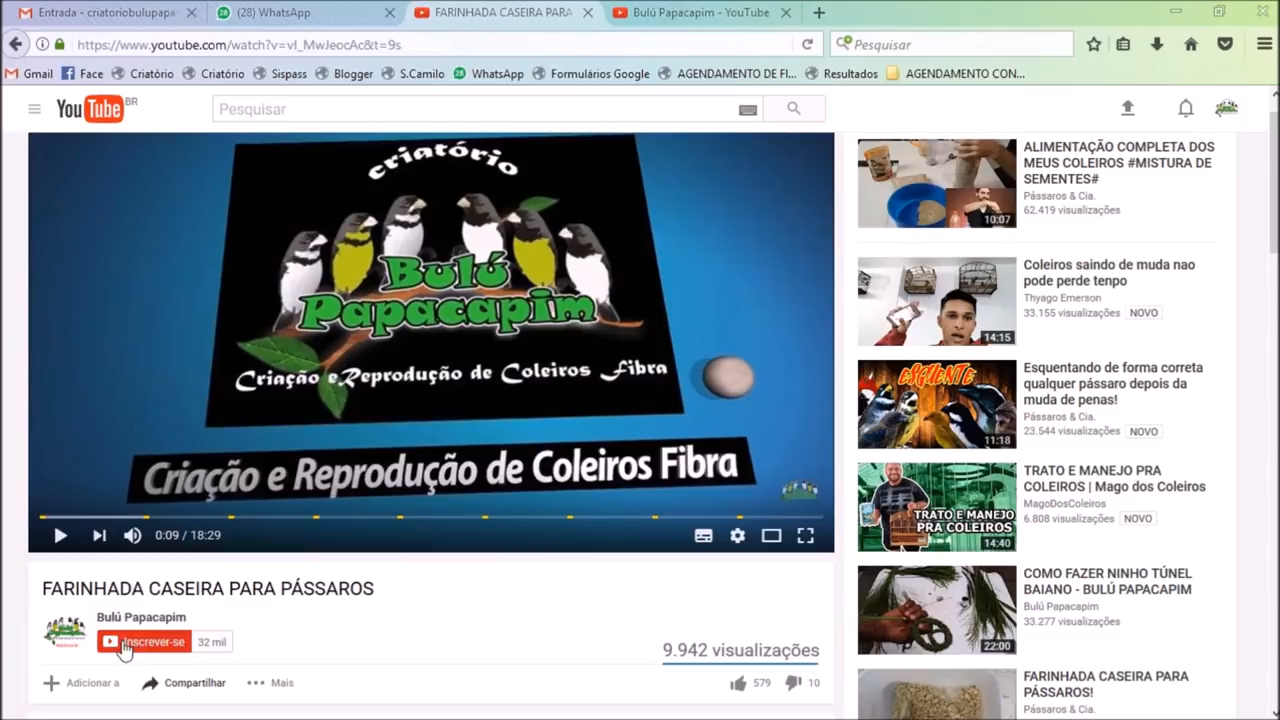 Entrada - criatoriobulupapa
(28) WhatsApp
FARINHADA CASEIRA PARA
Bulú Papacapim - YouTube
https://www.youtube.com/watch?v=vI_MwJeocAc&t=9s
Pesquisar
Gmail Face Criatório Criatório Sispass Blogger S.Camilo WhatsApp Formulários Google AGENDAMENTO DE FI... Resultados AGENDAMENTO CON...
YouTube BR
Pesquisar
criatório
Bulú
Papacapim
Criação e Reprodução de Coleiros Fibra
Criação e Reprodução de Coleiros Fibra
0:09 / 18:29
FARINHADA CASEIRA PARA PÁSSAROS
Bulú Papacapim
Inscrever-se 32 mil
9.942 visualizações
Adicionar a Compartilhar Mais
579 10
10:07
ALIMENTAÇÃO COMPLETA DOS
MEUS COLEIROS #MISTURA DE
SEMENTES#
Pássaros & Cia.
62.419 visualizações
14:15
Coleiros saindo de muda nao
pode perde tenpo
Thyago Emerson
33.155 visualizações NOVO
ESQUENTE
11:18
Esquentando de forma correta
qualquer pássaro depois da
muda de penas!
Pássaros & Cia.
23.544 visualizações NOVO
TRATO E MANEJO
PRA COLEIROS
14:40
TRATO E MANEJO PRA
COLEIROS | Mago dos Coleiros
MagoDosColeiros
6.808 visualizações NOVO
22:00
COMO FAZER NINHO TÚNEL
BAIANO - BULÚ PAPACAPIM
Bulú Papacapim
33.277 visualizações
FARINHADA CASEIRA PARA
PÁSSAROS!
Pássaros & Cia.